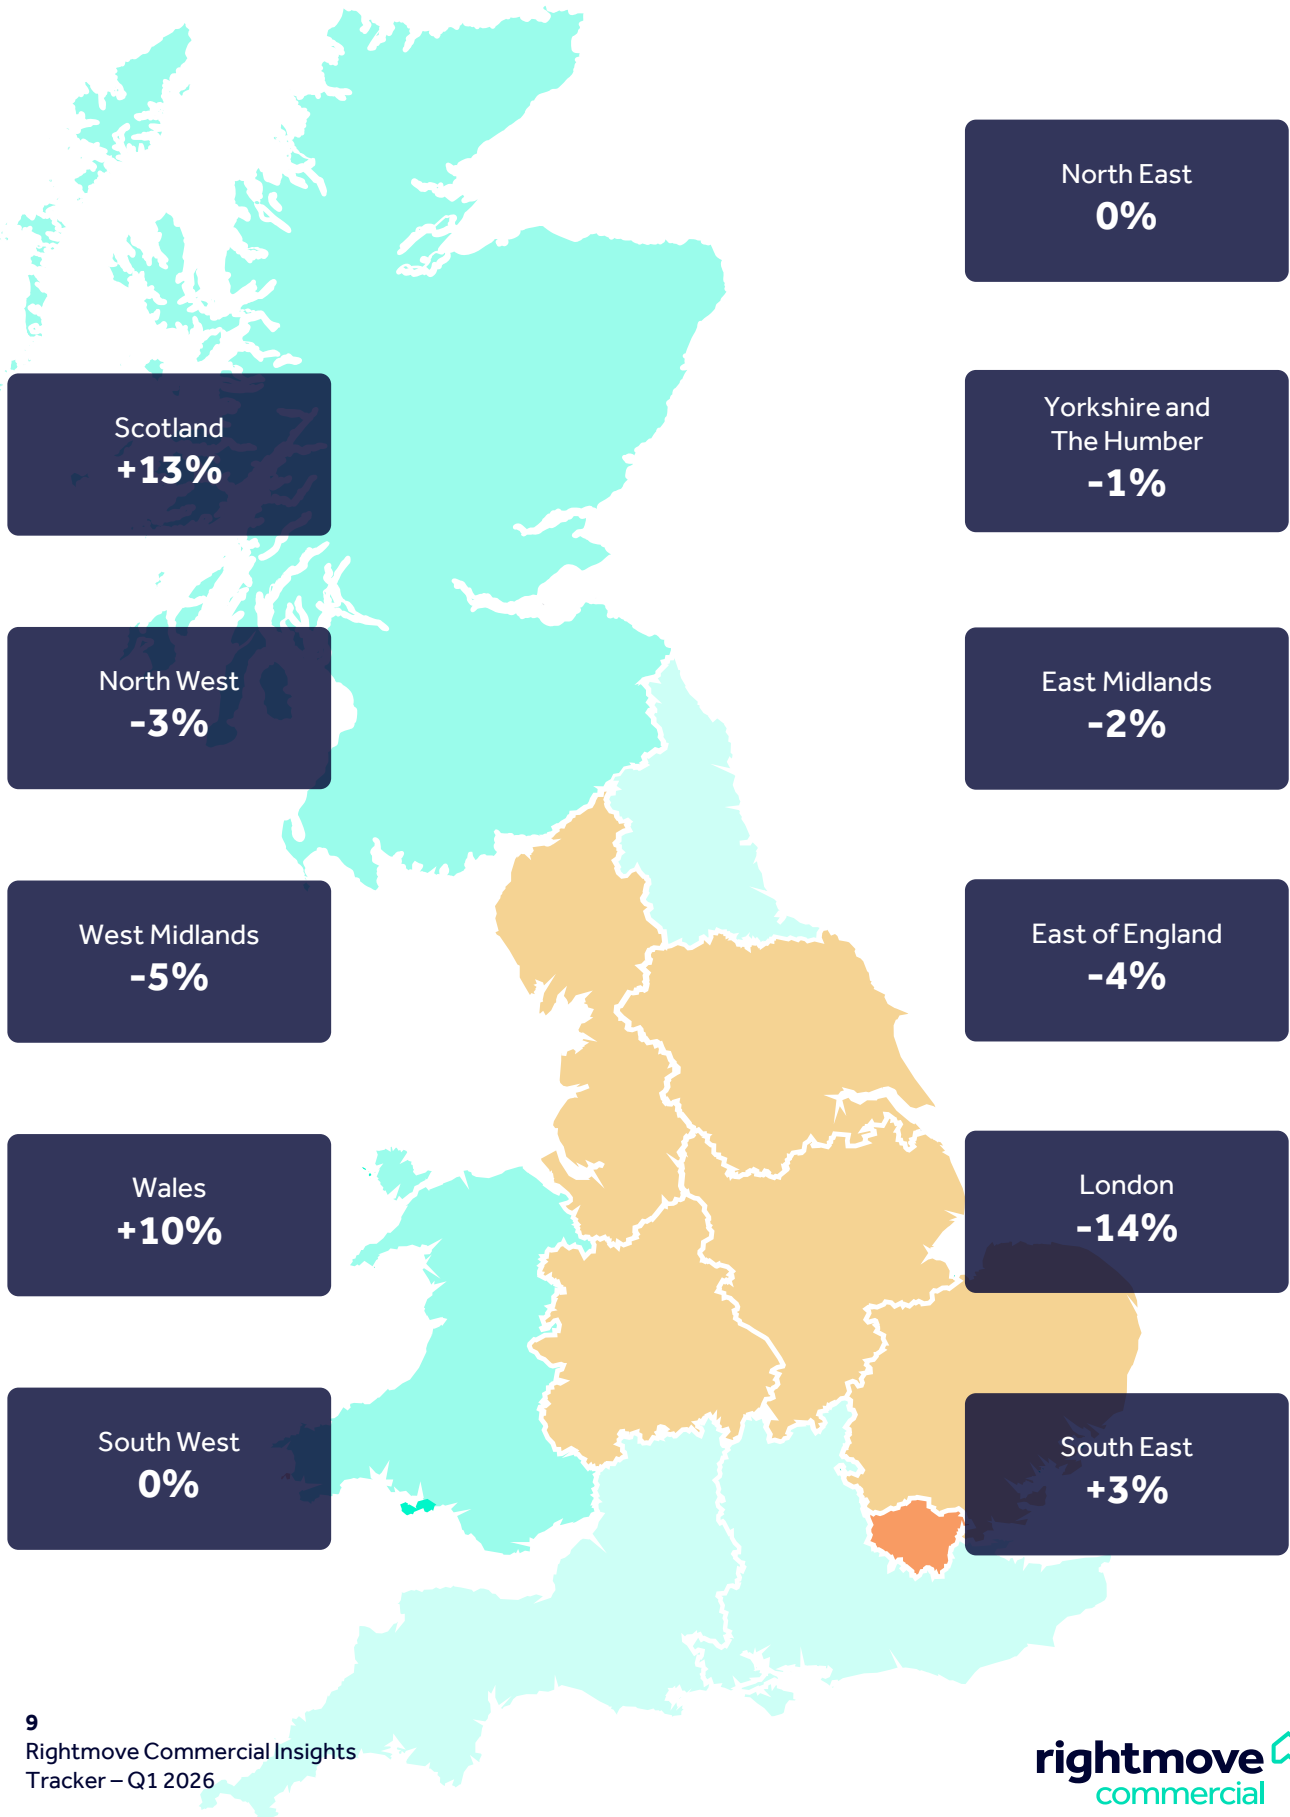 North East
0%
Scotland
+13%
Yorkshire and
The Humber
-1%
North West
-3%
East Midlands
-2%
West Midlands
-5%
East of England
-4%
Wales
+10%
London
-14%
South West
0%
South East
+3%
9
Rightmove Commercial Insights
Tracker – Q1 2026
rightmove
commercial